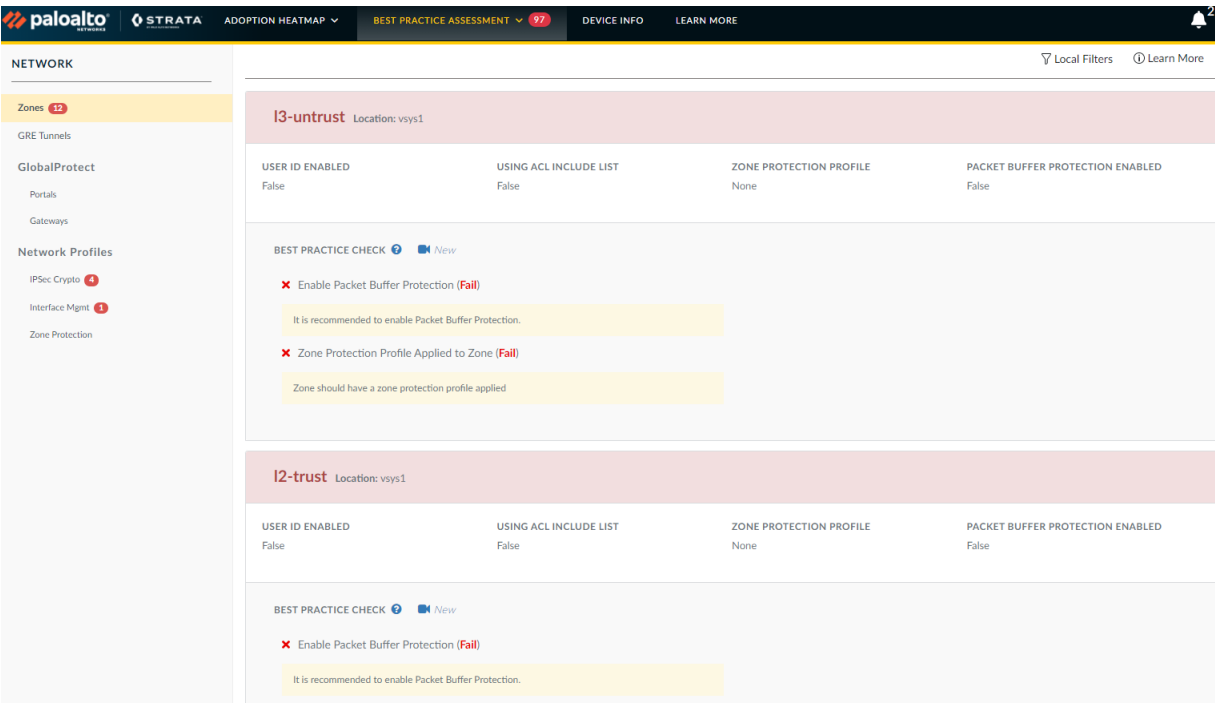 paloalto NETWORKS STRATA ADOPTION HEATMAP BEST PRACTICE ASSESSMENT 97 DEVICE INFO LEARN MORE 2
NETWORK
Local Filters Learn More
Zones 12
GRE Tunnels
GlobalProtect
Portals
Gateways
Network Profiles
IPSec Crypto 4
Interface Mgmt 1
Zone Protection
l3-untrust Location: vsys1
USER ID ENABLED USING ACL INCLUDE LIST ZONE PROTECTION PROFILE PACKET BUFFER PROTECTION ENABLED
False False None False
BEST PRACTICE CHECK ? New
Enable Packet Buffer Protection (Fail)
It is recommended to enable Packet Buffer Protection.
Zone Protection Profile Applied to Zone (Fail)
Zone should have a zone protection profile applied
l2-trust Location: vsys1
USER ID ENABLED USING ACL INCLUDE LIST ZONE PROTECTION PROFILE PACKET BUFFER PROTECTION ENABLED
False False None False
BEST PRACTICE CHECK ? New
Enable Packet Buffer Protection (Fail)
It is recommended to enable Packet Buffer Protection.